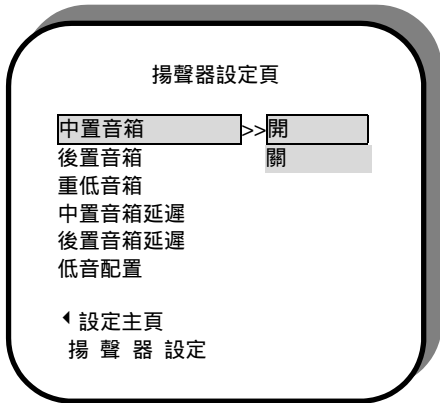 揚聲器設定頁
中置音箱 >>開
後置音箱 關
重低音箱
中置音箱延遲
後置音箱延遲
低音配置
設定主頁
揚 聲 器 設定